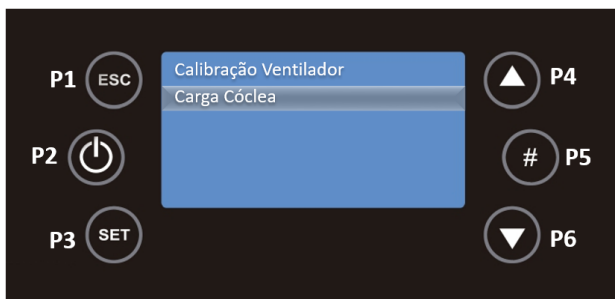 P1 ESC
Calibração Ventilador
Carga Cóclea
P4
P2
# P5
P3 SET
P6